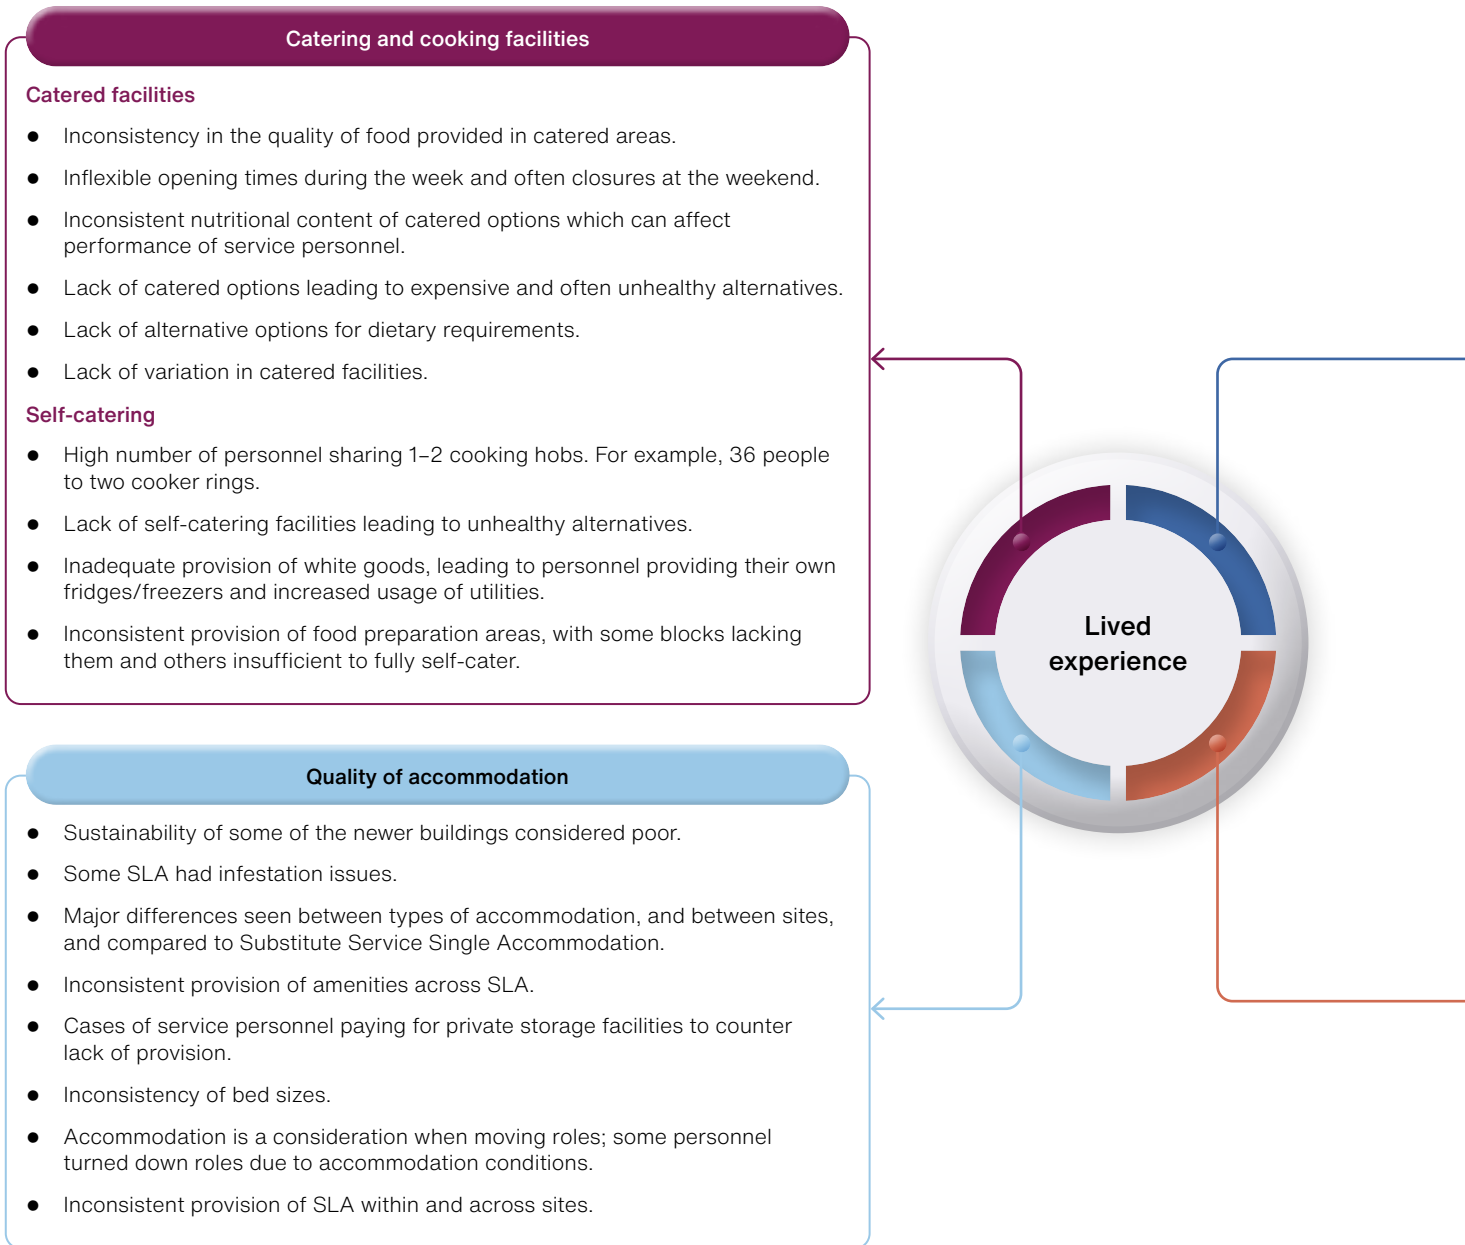 Catering and cooking facilities
Catered facilities
● Inconsistency in the quality of food provided in catered areas.
● Inflexible opening times during the week and often closures at the weekend.
● Inconsistent nutritional content of catered options which can affect
performance of service personnel.
● Lack of catered options leading to expensive and often unhealthy alternatives.
● Lack of alternative options for dietary requirements.
● Lack of variation in catered facilities.
Self-catering
● High number of personnel sharing 1–2 cooking hobs. For example, 36 people
to two cooker rings.
● Lack of self-catering facilities leading to unhealthy alternatives.
● Inadequate provision of white goods, leading to personnel providing their own
fridges/freezers and increased usage of utilities.
● Inconsistent provision of food preparation areas, with some blocks lacking
them and others insufficient to fully self-cater.
Lived
experience
Quality of accommodation
● Sustainability of some of the newer buildings considered poor.
● Some SLA had infestation issues.
● Major differences seen between types of accommodation, and between sites,
and compared to Substitute Service Single Accommodation.
● Inconsistent provision of amenities across SLA.
● Cases of service personnel paying for private storage facilities to counter
lack of provision.
● Inconsistency of bed sizes.
● Accommodation is a consideration when moving roles; some personnel
turned down roles due to accommodation conditions.
● Inconsistent provision of SLA within and across sites.